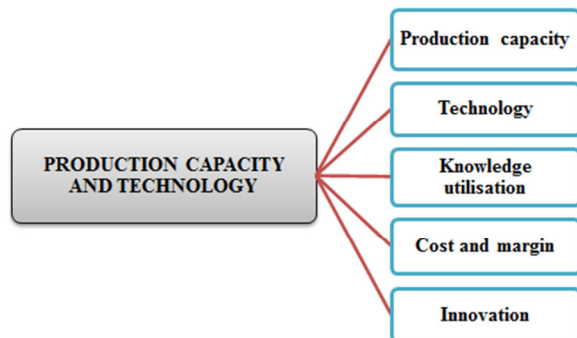 PRODUCTION CAPACITY
AND TECHNOLOGY
Production capacity
Technology
Knowledge
utilisation
Cost and margin
Innovation